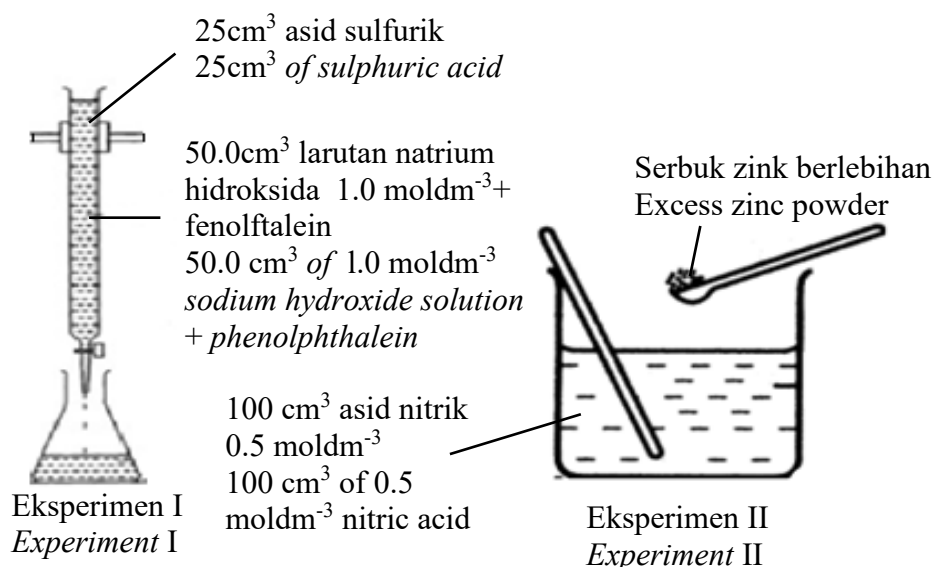 25cm³ asid sulfurik
25cm³ of sulphuric acid
50.0cm³ larutan natrium
hidroksida 1.0 moldm⁻³+
fenolftalein
50.0 cm³ of 1.0 moldm⁻³
sodium hydroxide solution
+ phenolphthalein
Serbuk zink berlebihan
Excess zinc powder
100 cm³ asid nitrik
0.5 moldm⁻³
100 cm³ of 0.5
moldm⁻³ nitric acid
Eksperimen I
Experiment I
Eksperimen II
Experiment II